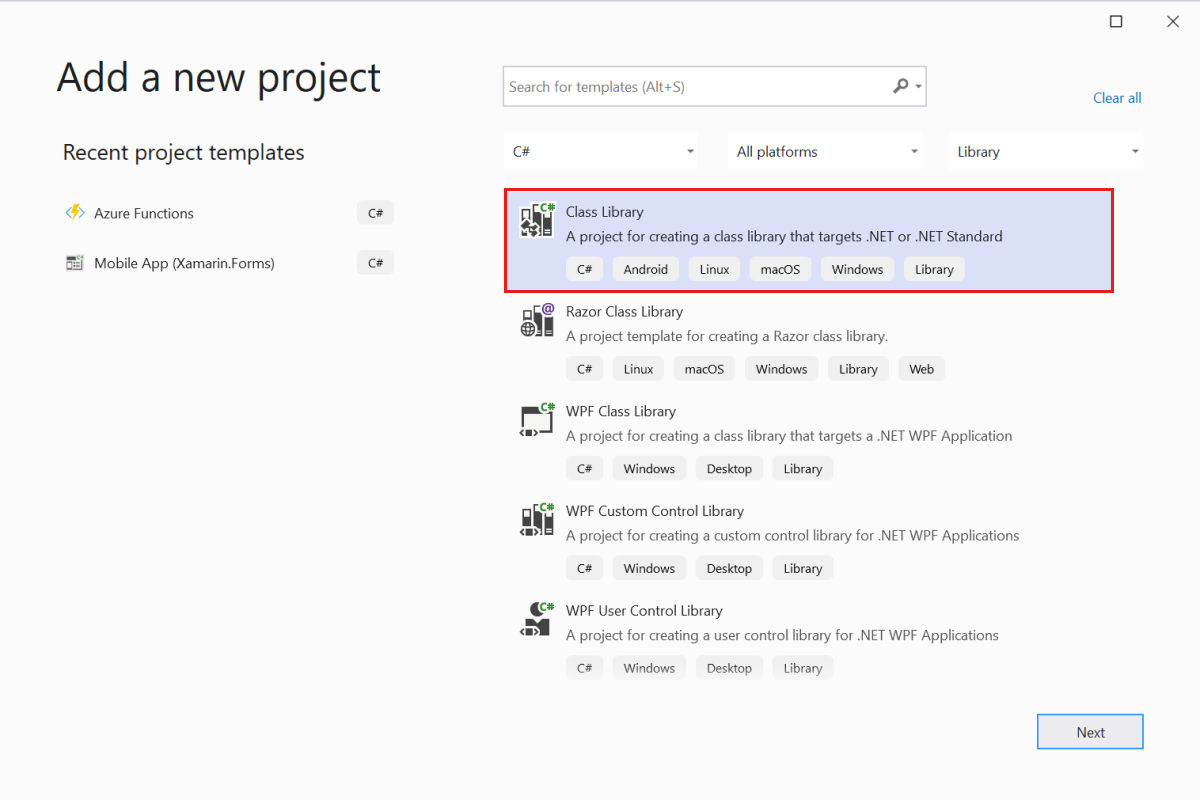 Add a new project
Search for templates (Alt+S)
Clear all
Recent project templates
C# All platforms Library
Azure Functions C#
Mobile App (Xamarin.Forms) C#
C#
Class Library
A project for creating a class library that targets .NET or .NET Standard
C# Android Linux macOS Windows Library
@
Razor Class Library
A project template for creating a Razor class library.
C# Linux macOS Windows Library Web
C#
WPF Class Library
A project for creating a class library that targets a .NET WPF Application
C# Windows Desktop Library
C#
WPF Custom Control Library
A project for creating a custom control library for .NET WPF Applications
C# Windows Desktop Library
C#
WPF User Control Library
A project for creating a user control library for .NET WPF Applications
C# Windows Desktop Library
Next